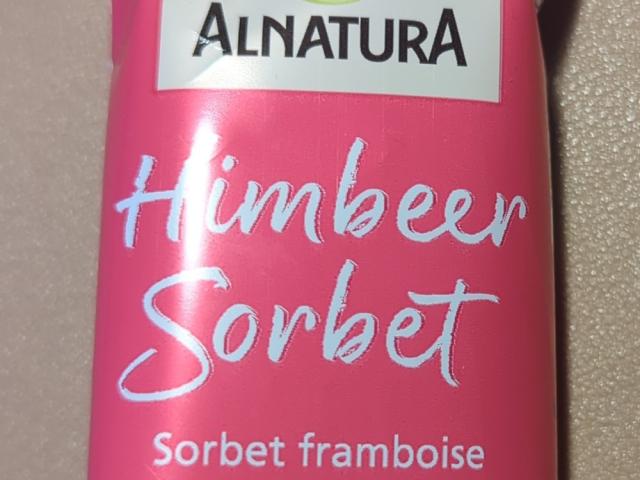 ALNATURA
Himbeer
Sorbet
Sorbet framboise